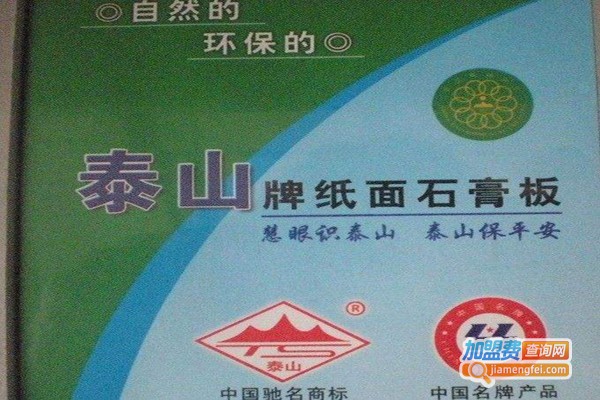 ◎自然的
环保的◎
泰山牌纸面石膏板
慧眼识泰山 泰山保平安
®
TS
泰山
中国名牌
中国驰名商标
中国名牌产品
加盟费查询网
jiamengfei.com